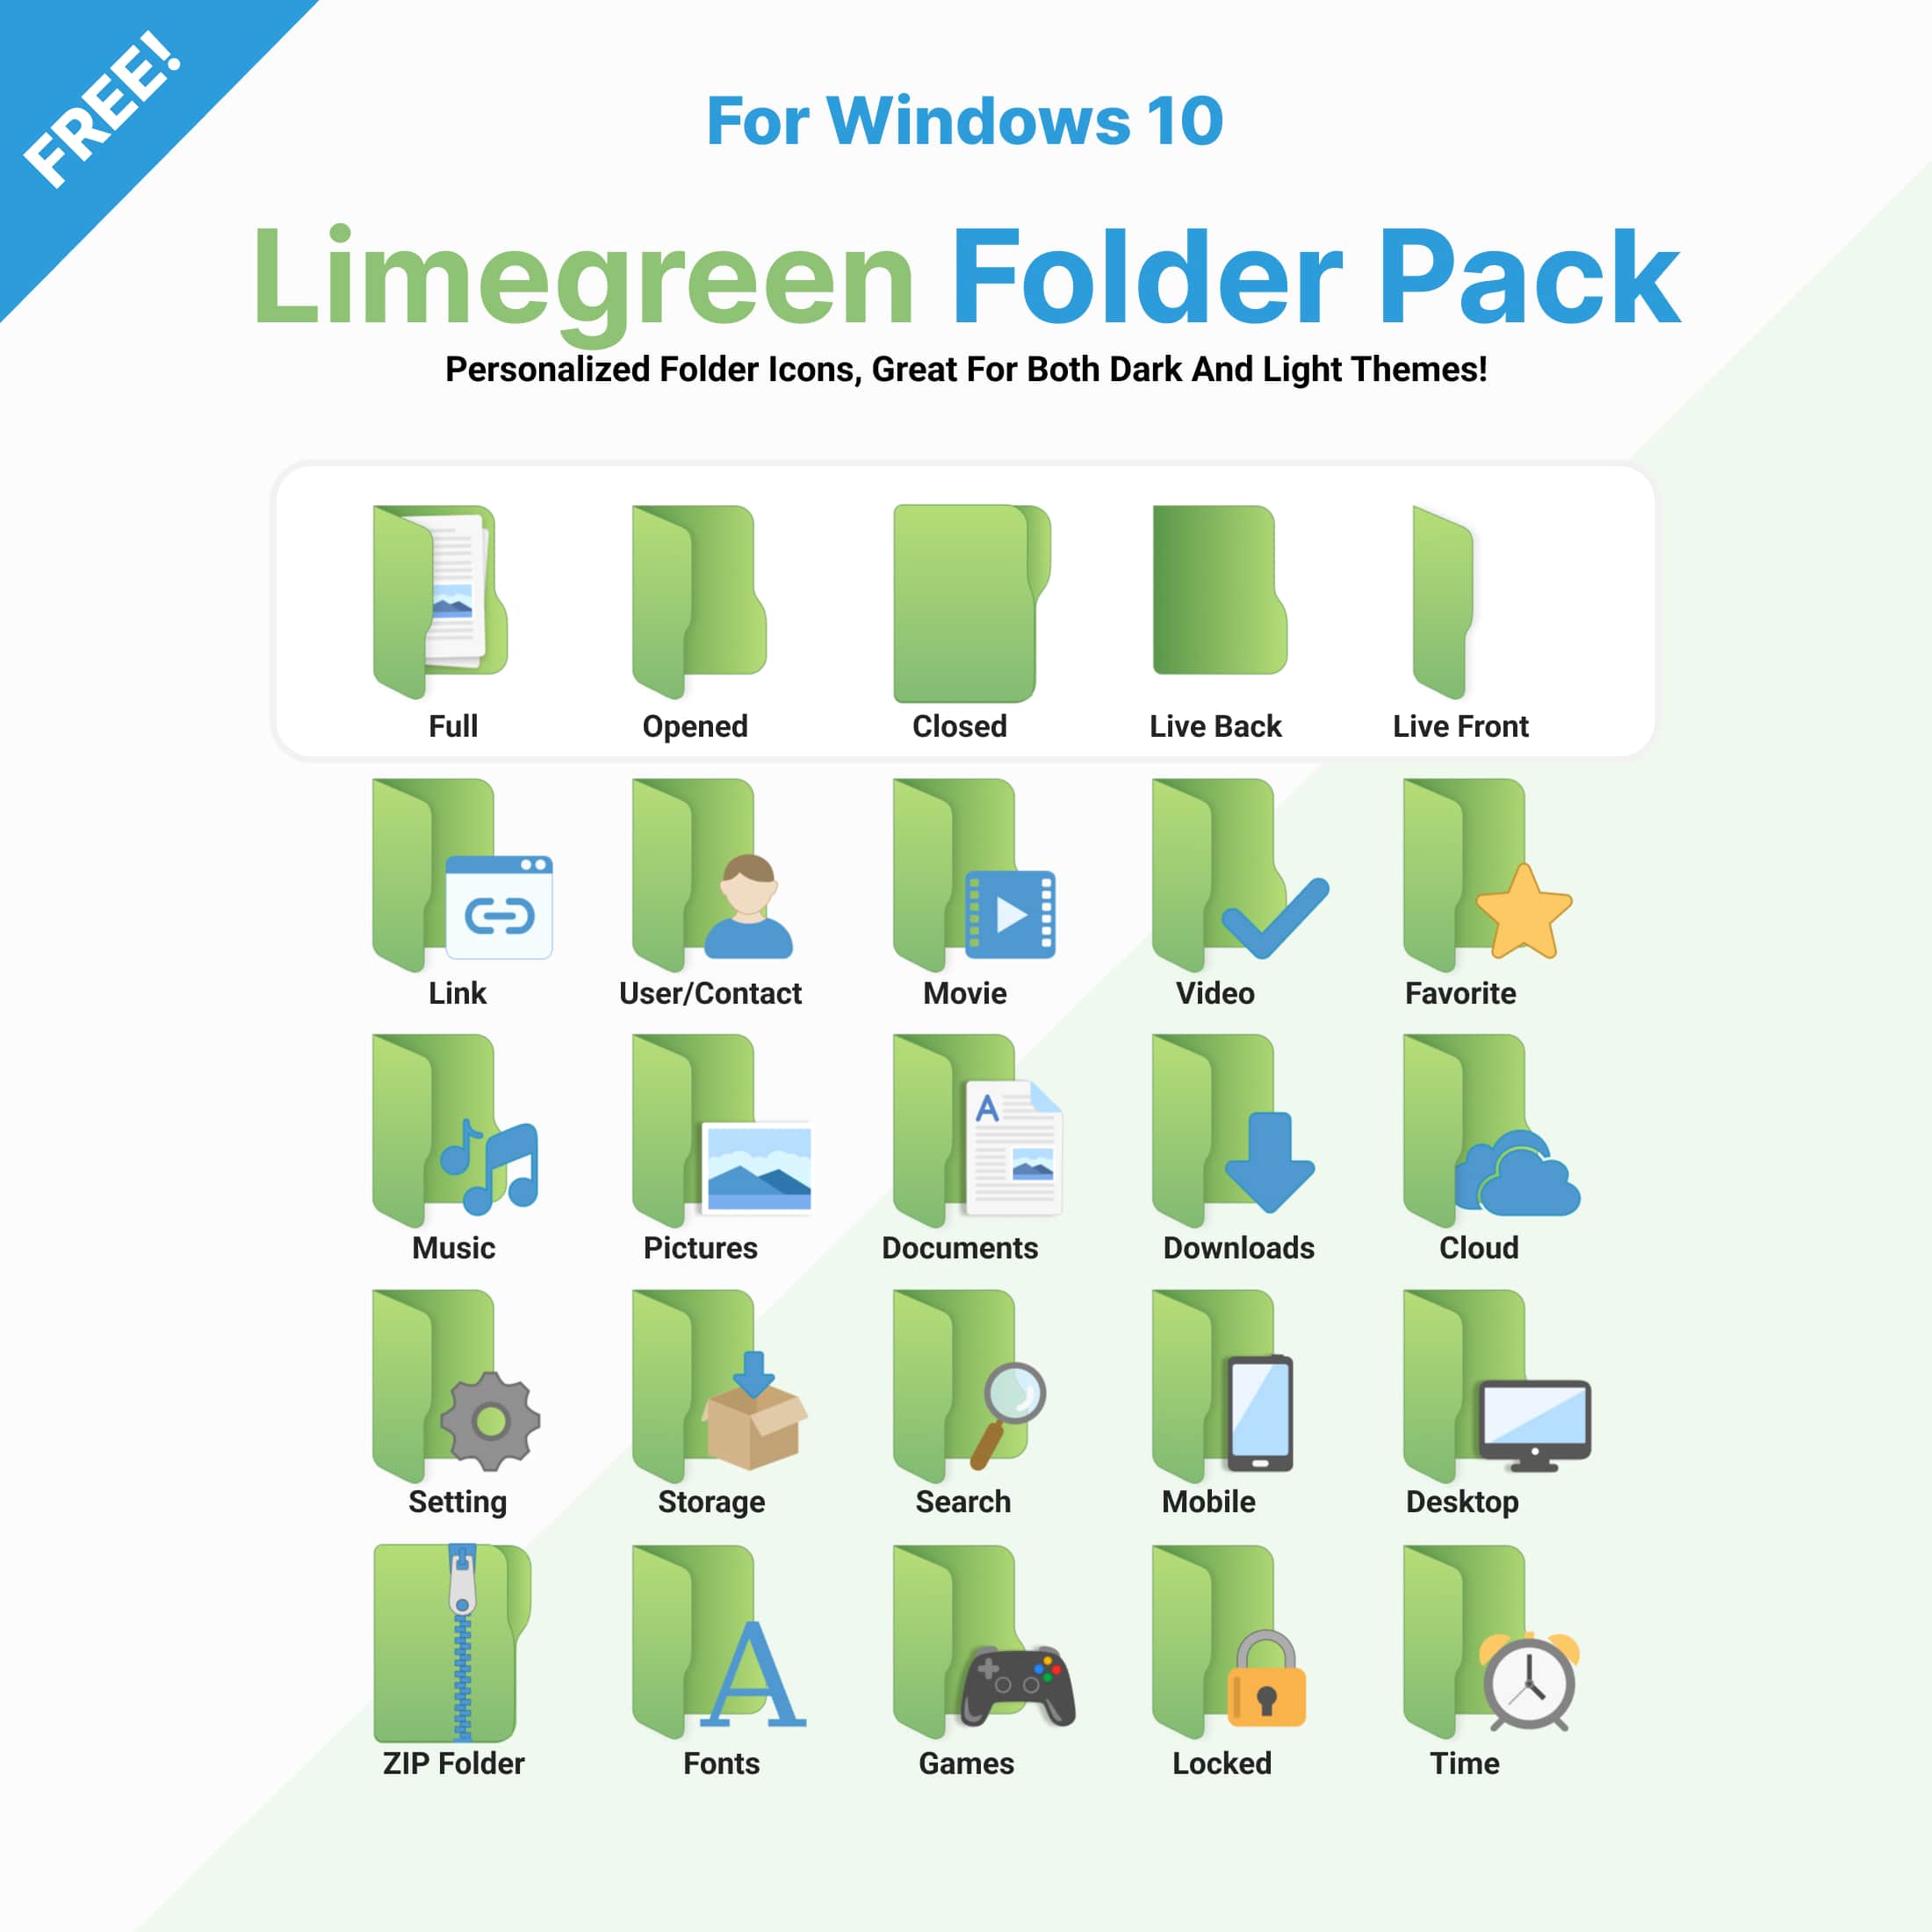 FREE!
For Windows 10
Limegreen Folder Pack
Personalized Folder Icons, Great For Both Dark And Light Themes!
Full Opened Closed Live Back Live Front
Link User/Contact Movie Video Favorite
A
Music Pictures Documents Downloads Cloud
Setting Storage Search Mobile Desktop
A
ZIP Folder Fonts Games Locked Time